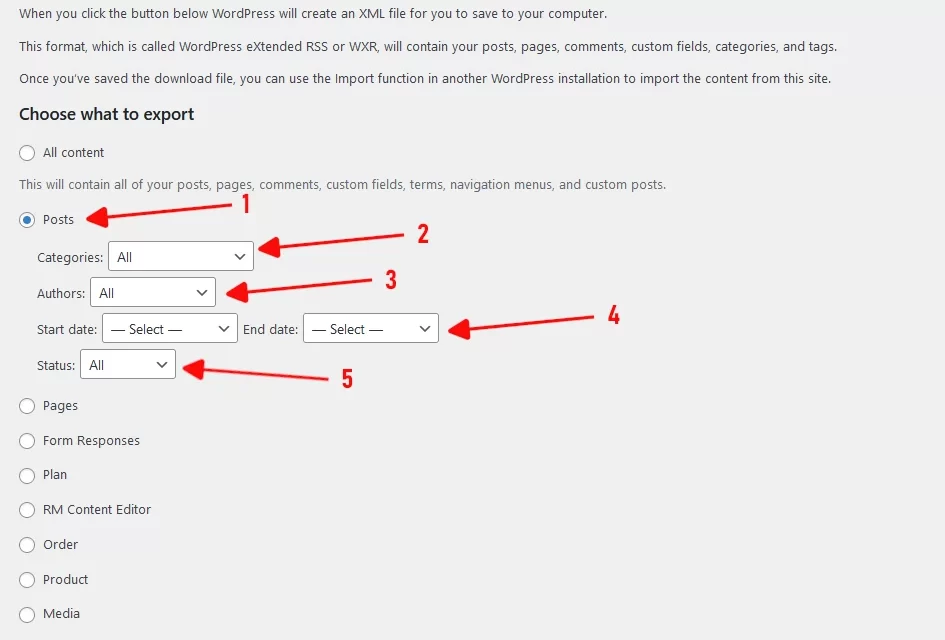 When you click the button below WordPress will create an XML file for you to save to your computer.
This format, which is called WordPress eXtended RSS or WXR, will contain your posts, pages, comments, custom fields, categories, and tags.
Once you've saved the download file, you can use the Import function in another WordPress installation to import the content from this site.
Choose what to export
All content
This will contain all of your posts, pages, comments, custom fields, terms, navigation menus, and custom posts.
Posts 1
Categories: All 2
Authors: All 3
Start date: — Select — End date: — Select — 4
Status: All 5
Pages
Form Responses
Plan
RM Content Editor
Order
Product
Media